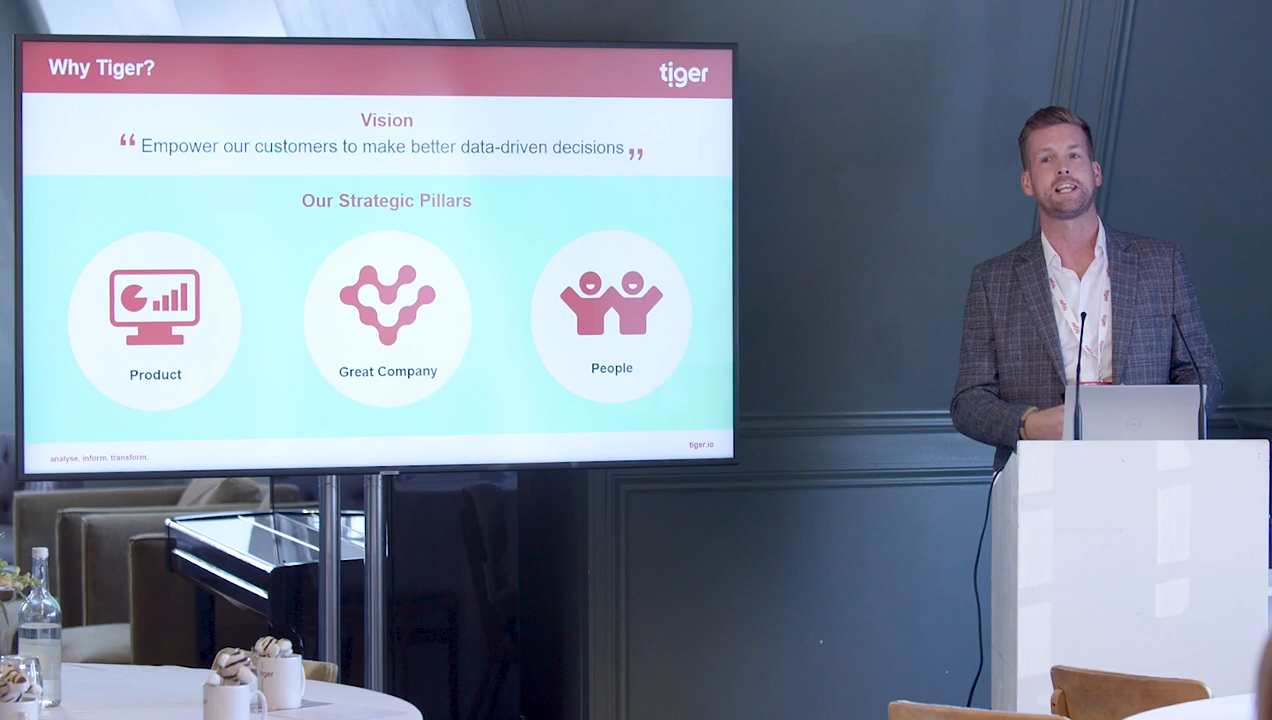 Why Tiger?
tiger
Vision
“ Empower our customers to make better data-driven decisions „
Our Strategic Pillars
Product
Great Company
People
analyse, inform, transform.
tiger.io